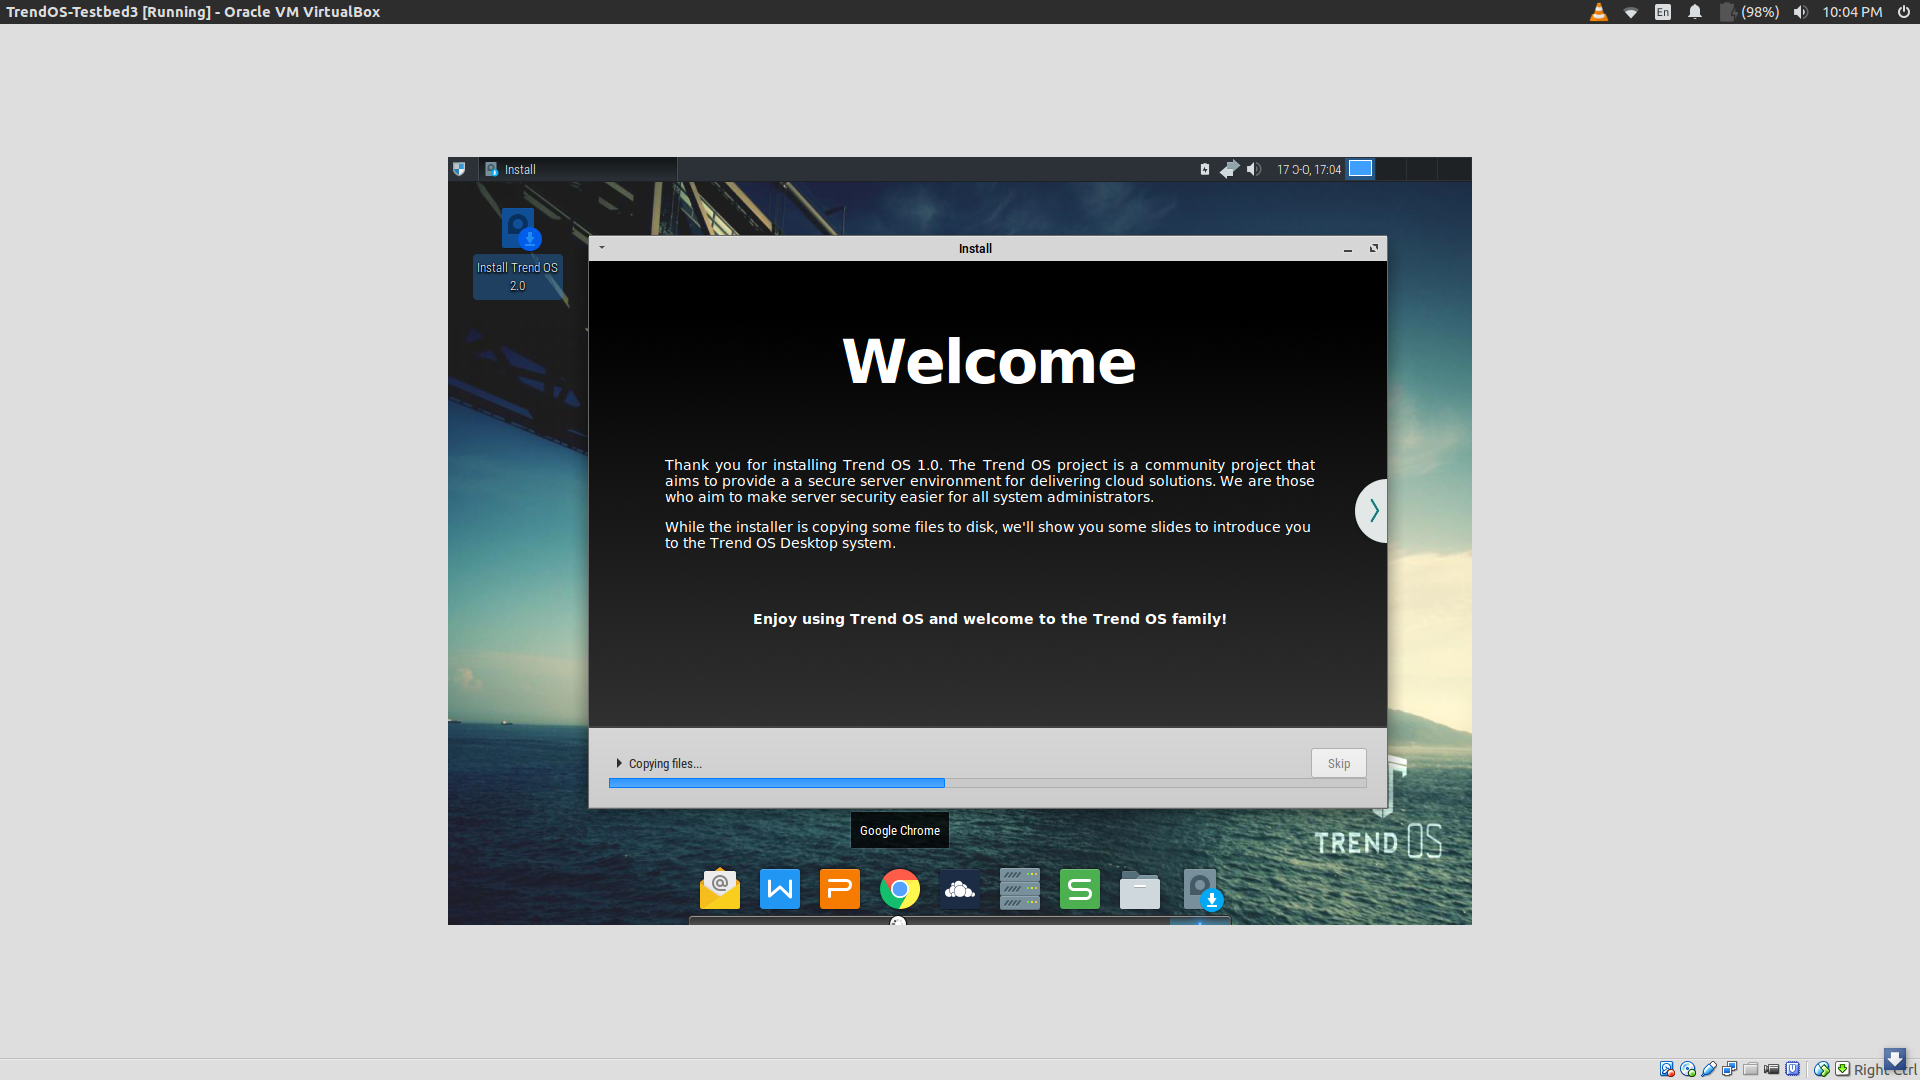 TrendOS-Testbed3 [Running] - Oracle VM VirtualBox
En
(98%)
10:04 PM
Install
17:04
Install Trend OS
2.0
Install
Welcome
Thank you for installing Trend OS 1.0. The Trend OS project is a community project that
aims to provide a a secure server environment for delivering cloud solutions. We are those
who aim to make server security easier for all system administrators.
While the installer is copying some files to disk, we'll show you some slides to introduce you
to the Trend OS Desktop system.
Enjoy using Trend OS and welcome to the Trend OS family!
Copying files...
Skip
Google Chrome
TREND OS
Right Ctrl